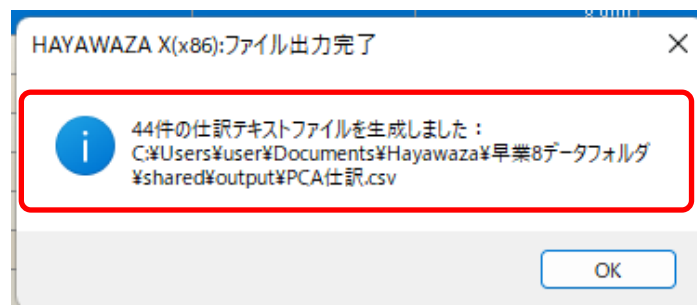 HAYAWAZA X(x86):ファイル出力完了
44件の仕訳テキストファイルを生成しました：
C:¥Users¥user¥Documents¥Hayawaza¥早業8データフォルダ
¥shared¥output¥PCA仕訳.csv
OK